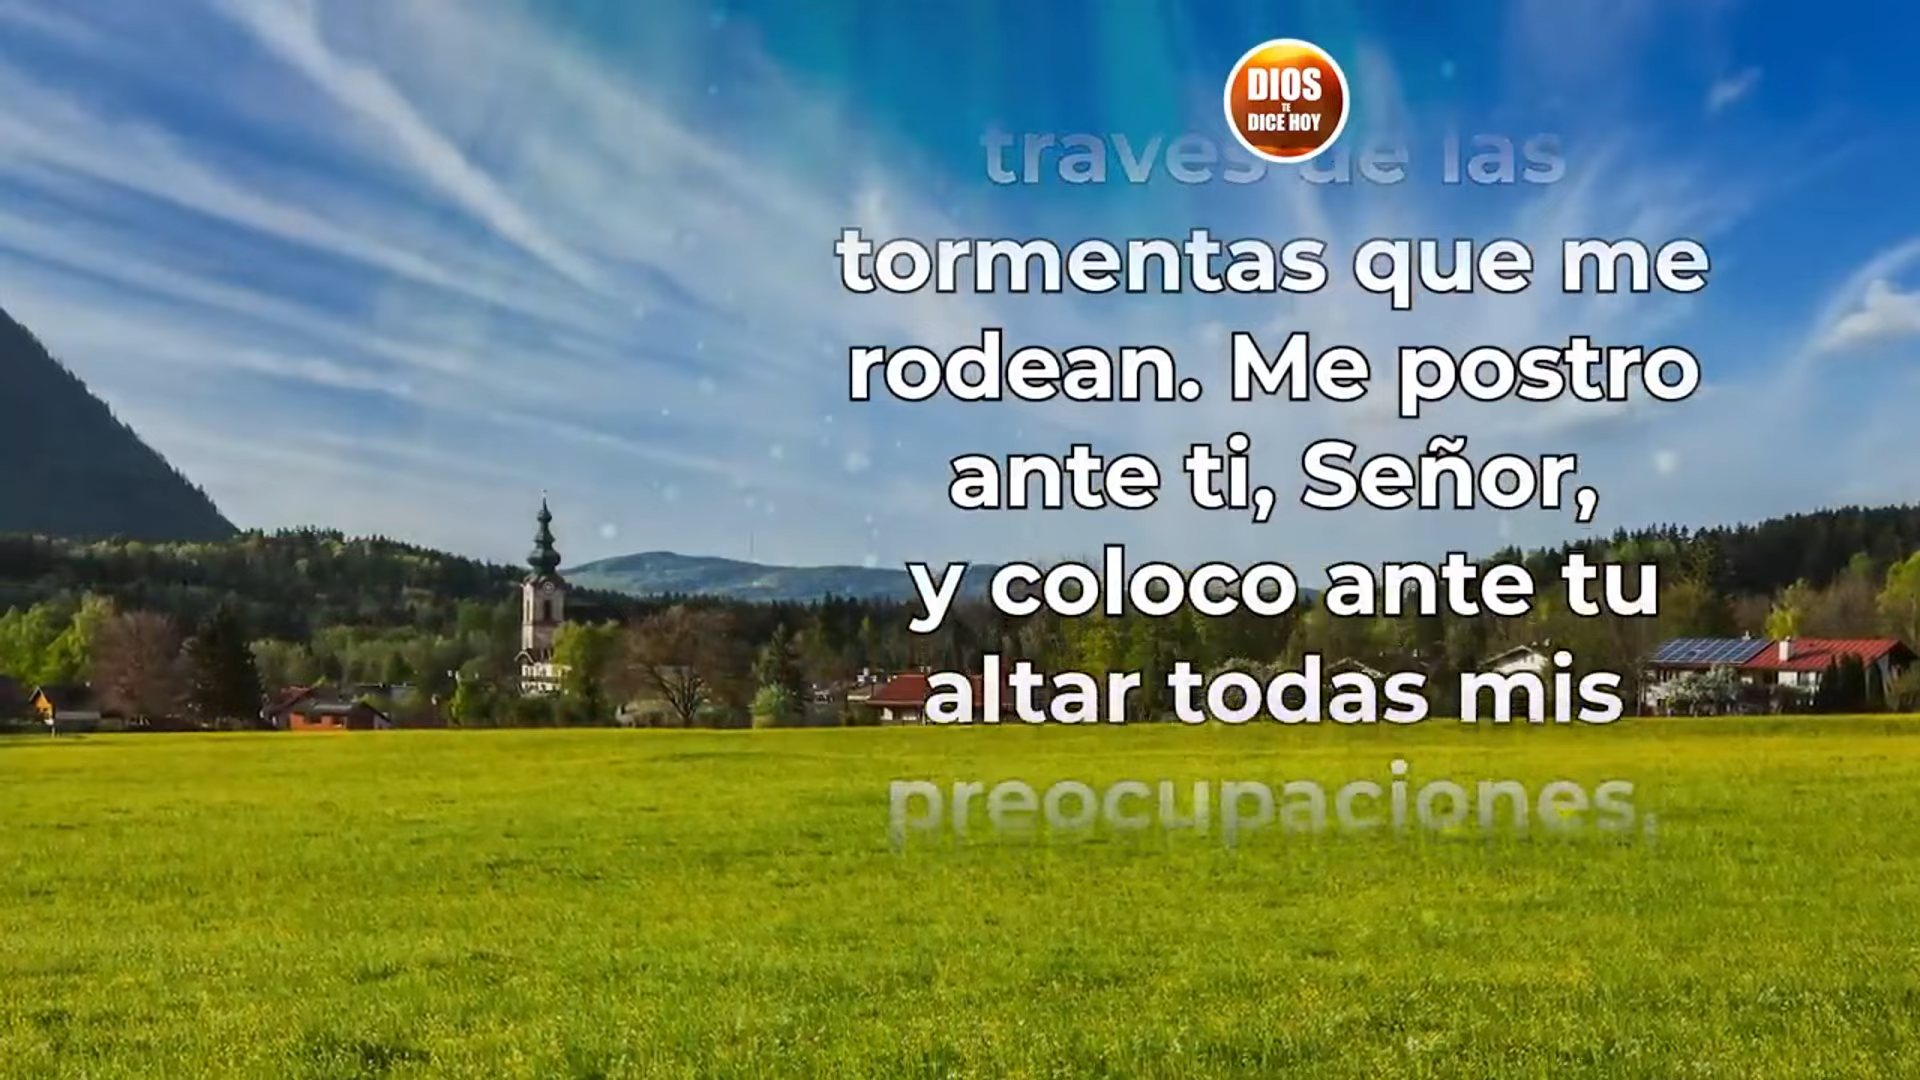 DIOS
TE
DICE HOY
traves de las
tormentas que me
rodean. Me postro
ante ti, Señor,
y coloco ante tu
altar todas mis
preocupaciones,